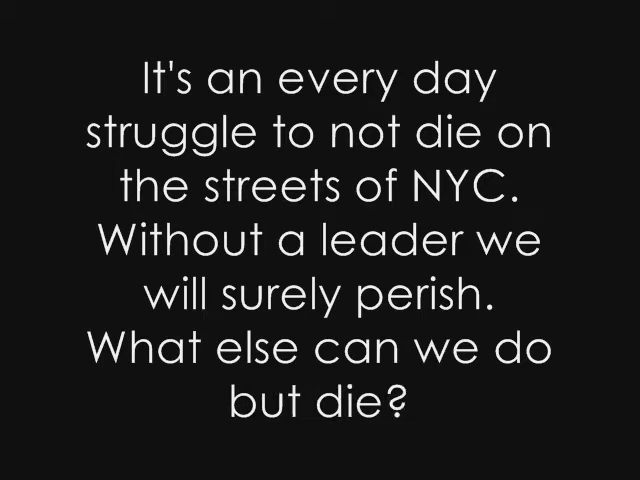 It's an every day
struggle to not die on
the streets of NYC.
Without a leader we
will surely perish.
What else can we do
but die?